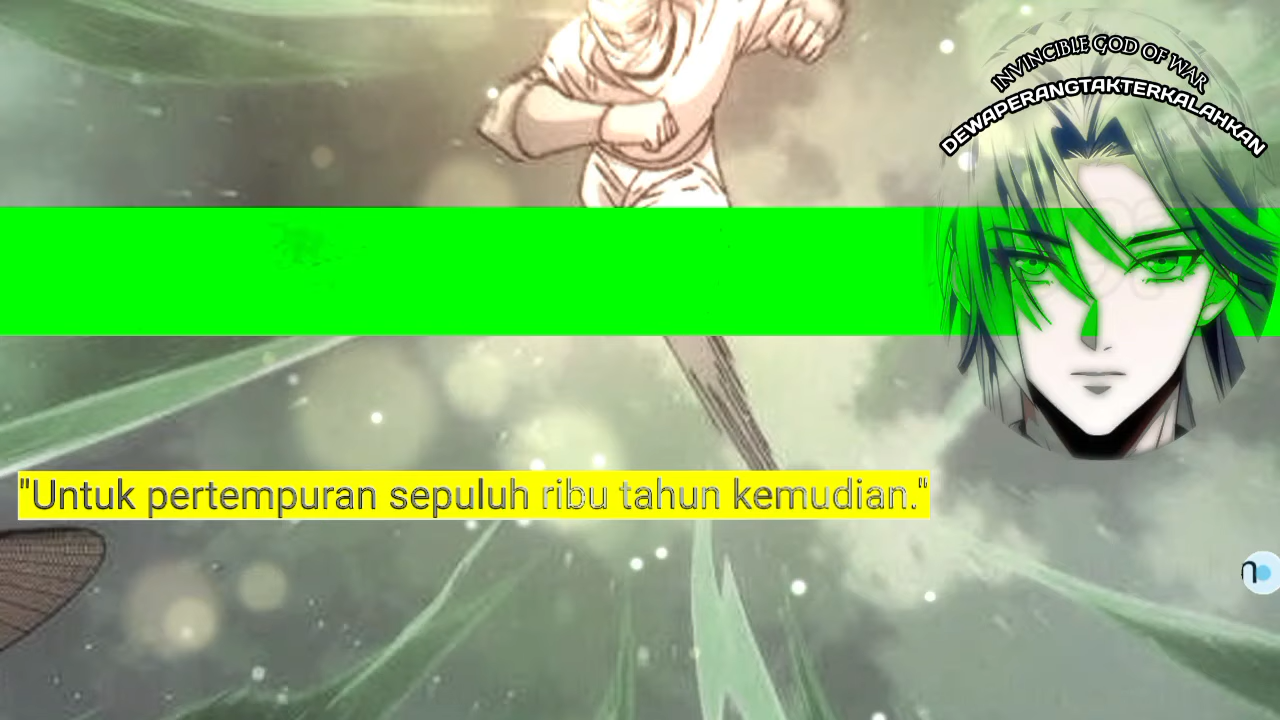 INVINCIBLE GOD OF WAR
DEWAPERANGTAKTERKALAHKAN
"Untuk pertempuran sepuluh ribu tahun kemudian."